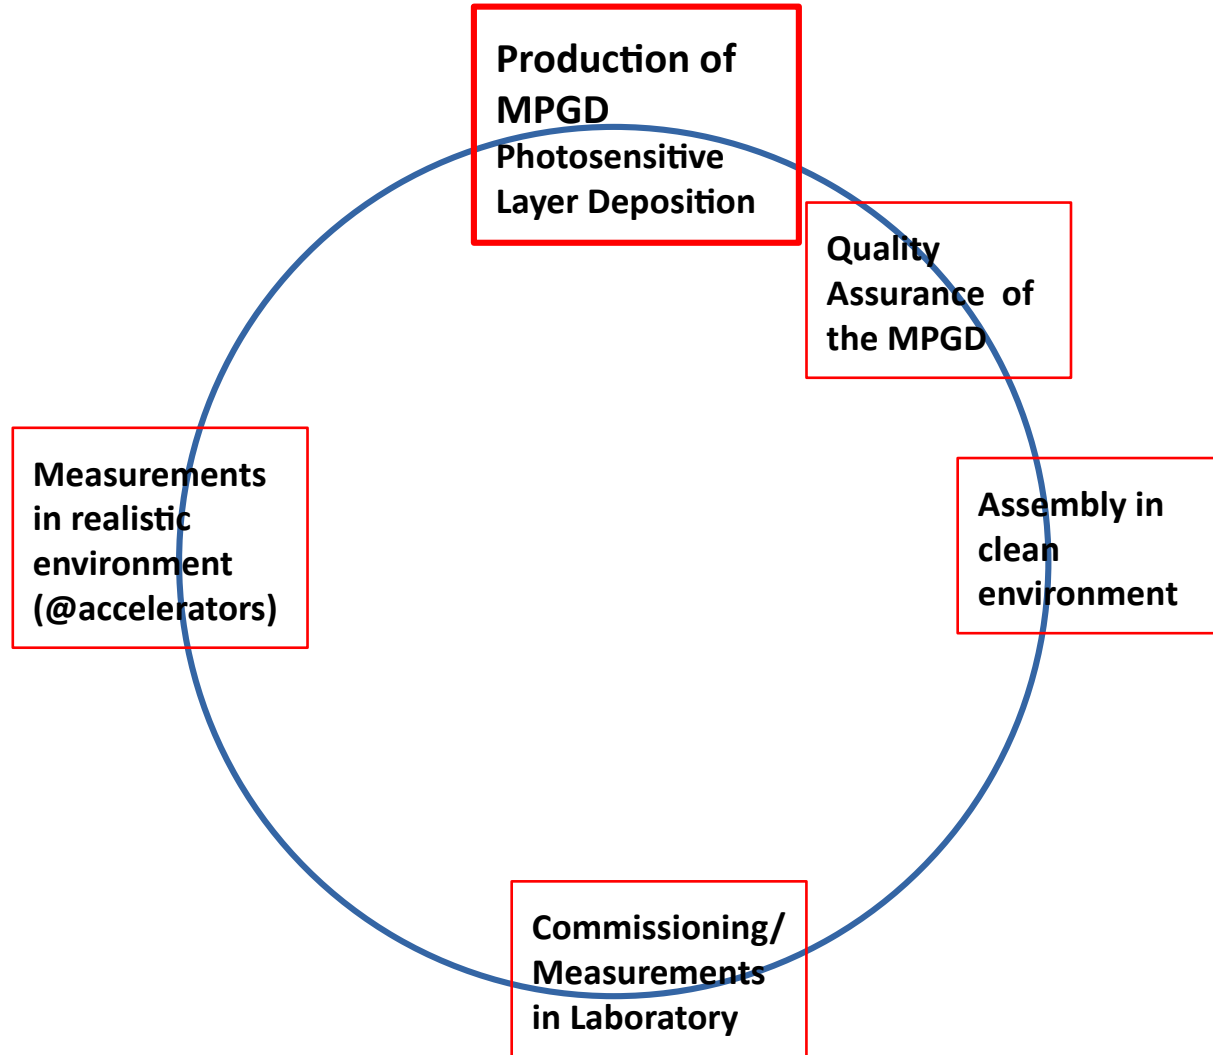 Production of
MPGD
Photosensitive
Layer Deposition
Quality
Assurance of
the MPGD
Assembly in
clean
environment
Commissioning/
Measurements
in Laboratory
Measurements
in realistic
environment
(@accelerators)